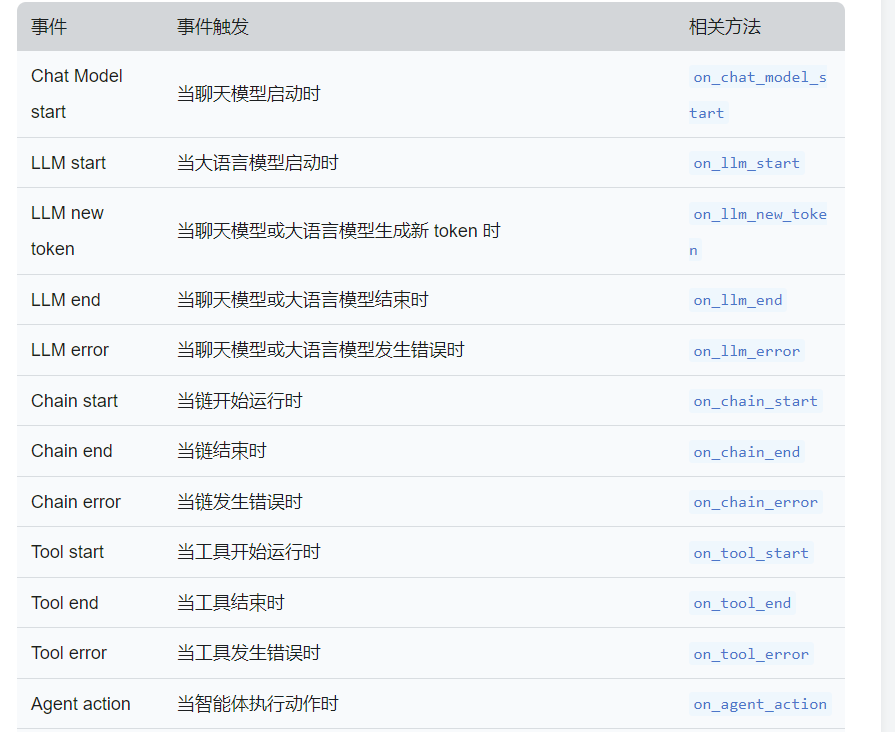 事件 事件触发 相关方法
Chat Model start 当聊天模型启动时 on_chat_model_start
LLM start 当大语言模型启动时 on_llm_start
LLM new token 当聊天模型或大语言模型生成新 token 时 on_llm_new_token
LLM end 当聊天模型或大语言模型结束时 on_llm_end
LLM error 当聊天模型或大语言模型发生错误时 on_llm_error
Chain start 当链开始运行时 on_chain_start
Chain end 当链结束时 on_chain_end
Chain error 当链发生错误时 on_chain_error
Tool start 当工具开始运行时 on_tool_start
Tool end 当工具结束时 on_tool_end
Tool error 当工具发生错误时 on_tool_error
Agent action 当智能体执行动作时 on_agent_action